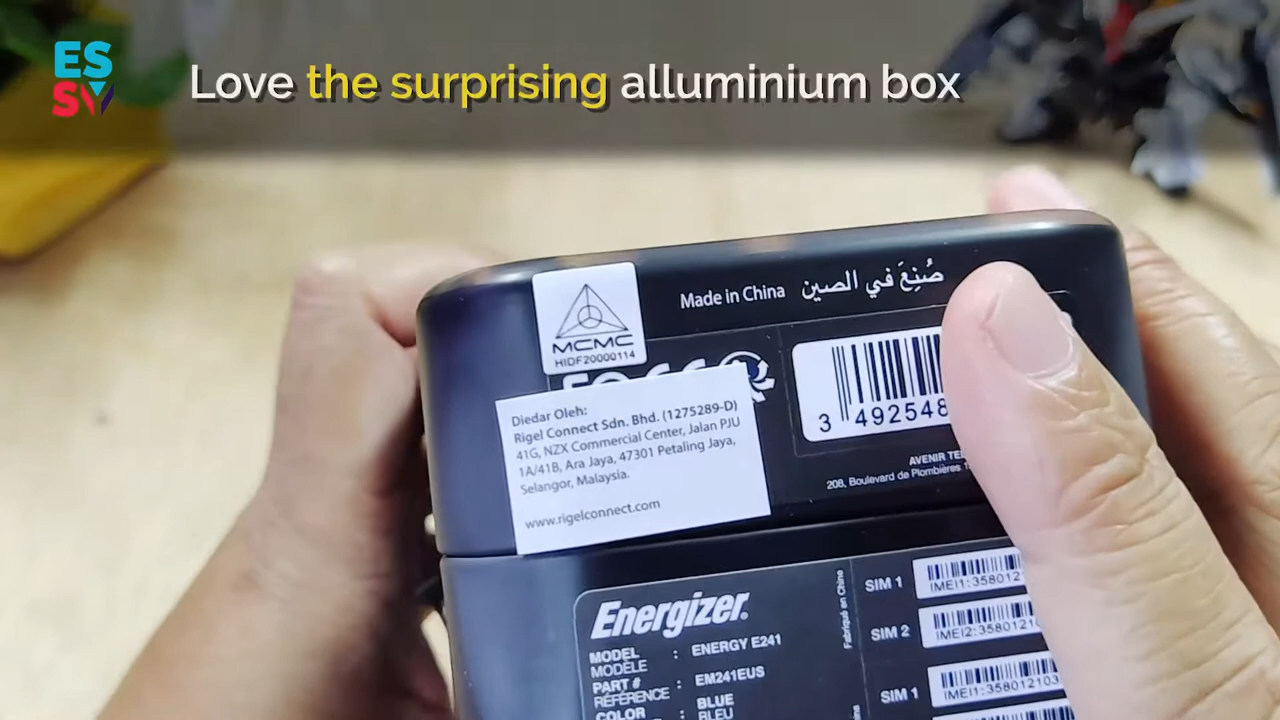 ES
SY
Love the surprising alluminium box
MCMC
HIDF20000114
Made in China صُنِعَ في الصين
Diedar Oleh:
Rigel Connect Sdn. Bhd. (1275289-D)
41G, NZX Commercial Center, Jalan PJU
1A/41B, Ara Jaya, 47301 Petaling Jaya,
Selangor, Malaysia.
www.rigelconnect.com
3 492548
AVENIR
208, Boulevard de Plombières
Energizer
MODEL : ENERGY E241
MODÈLE
PART # : EM241EUS
RÉFÉRENCE
COLOR BLUE
BLEU
Fabriqué en China
SIM 1
IMEI1:358012
SIM 2
IMEI2:358012
SIM 1
IMEI1:358012103